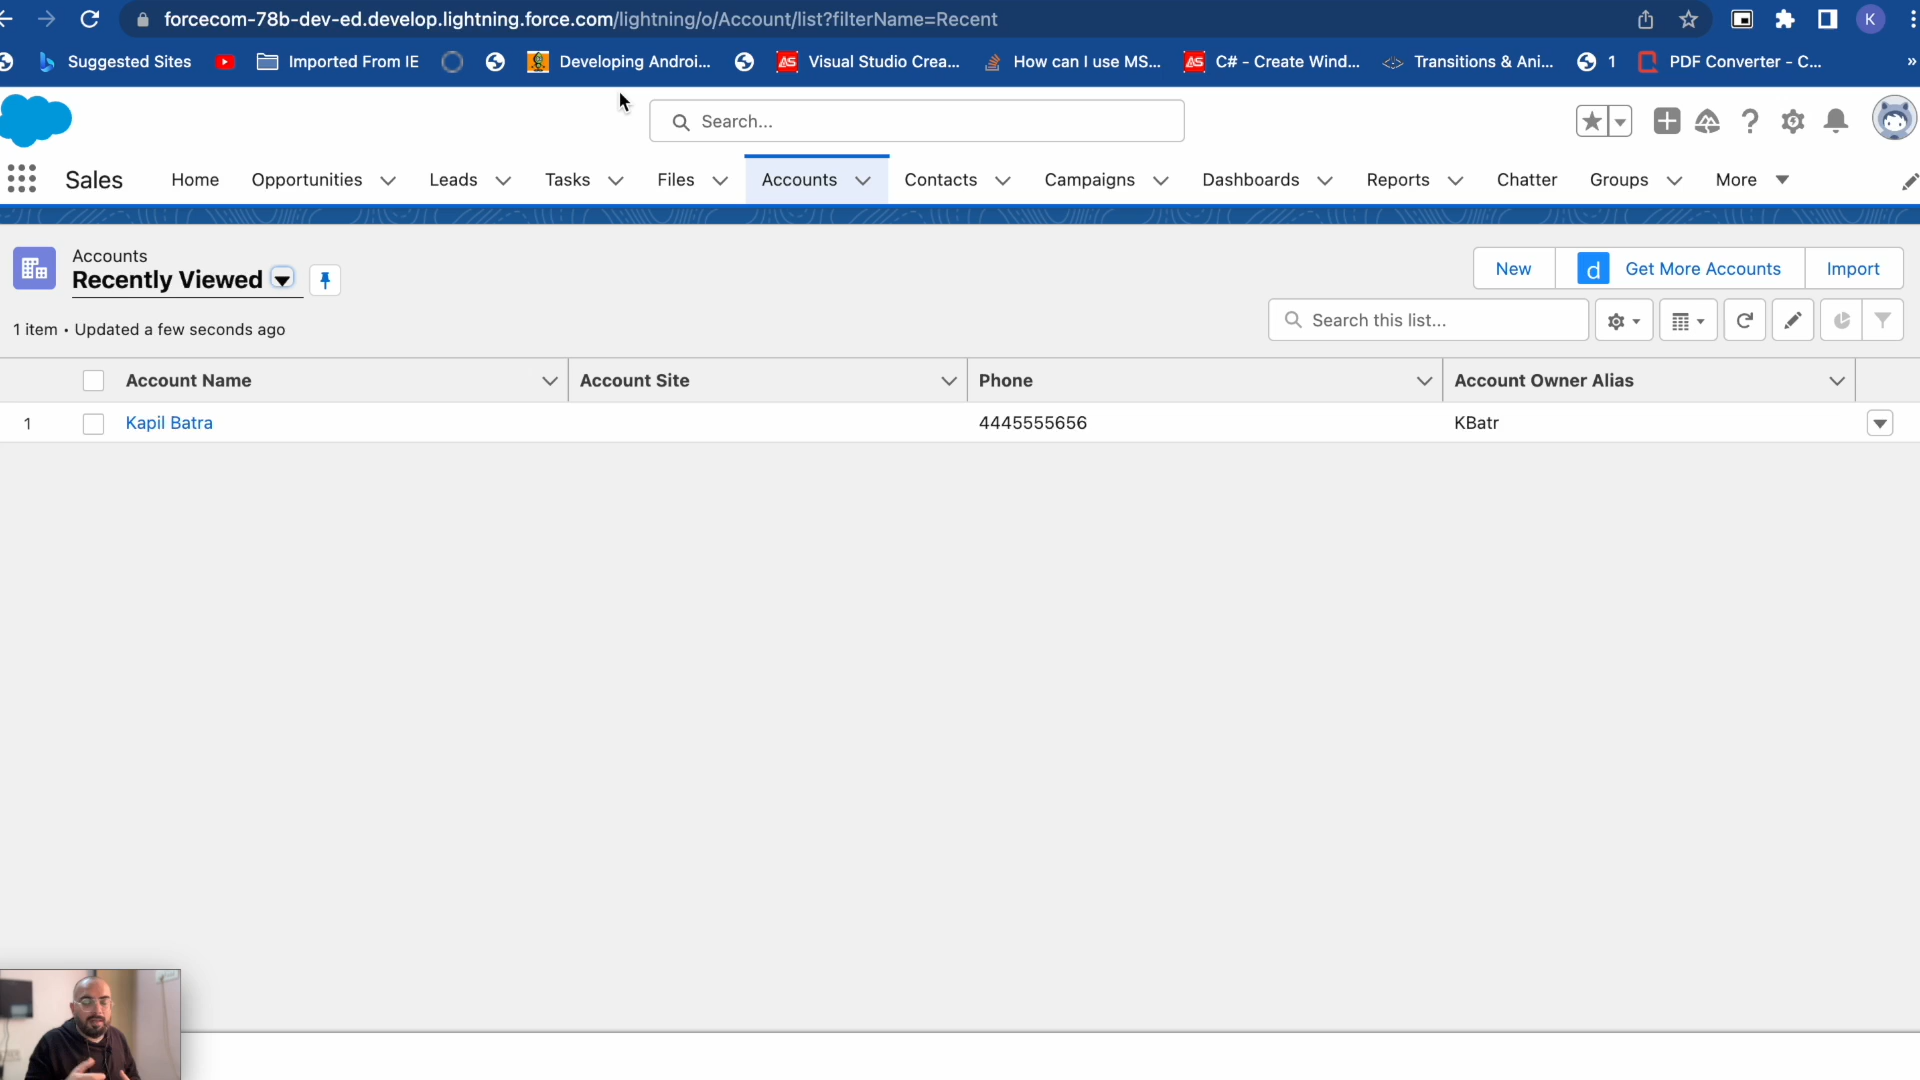 forcecom-78b-dev-ed.develop.lightning.force.com/lightning/o/Account/list?filterName=Recent
K
Suggested Sites Imported From IE Developing Androi... Visual Studio Crea... How can I use MS... C# - Create Wind... Transitions & Ani... 1 PDF Converter - C... »
Search...
Sales Home Opportunities Leads Tasks Files Accounts Contacts Campaigns Dashboards Reports Chatter Groups More
Accounts
Recently Viewed
New d Get More Accounts Import
1 item • Updated a few seconds ago
Search this list...
Account Name Account Site Phone Account Owner Alias
1 Kapil Batra 4445555656 KBatr